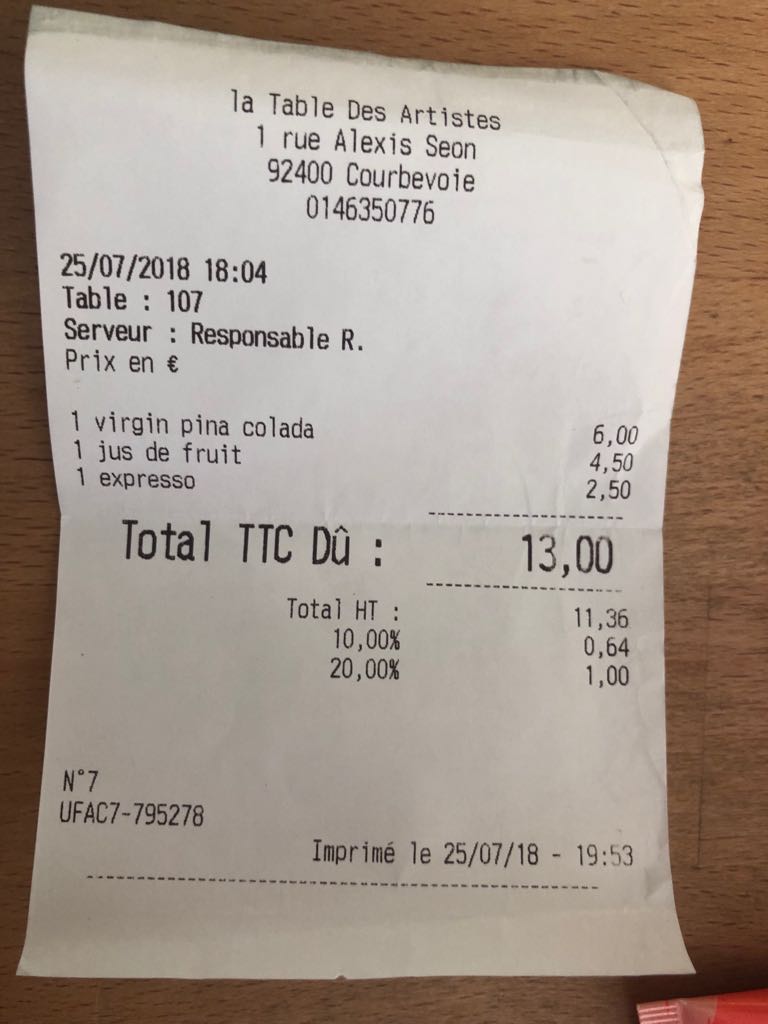 la Table Des Artistes
1 rue Alexis Seon
92400 Courbevoie
0146350776
25/07/2018 18:04
Table : 107
Serveur : Responsable R.
Prix en €
1 virgin pina colada 6,00
1 jus de fruit 4,50
1 expresso 2,50
Total TTC Dû : 13,00
Total HT : 11,36
10,00% 0,64
20,00% 1,00
N°7
UFAC7-795278
Imprimé le 25/07/18 - 19:53